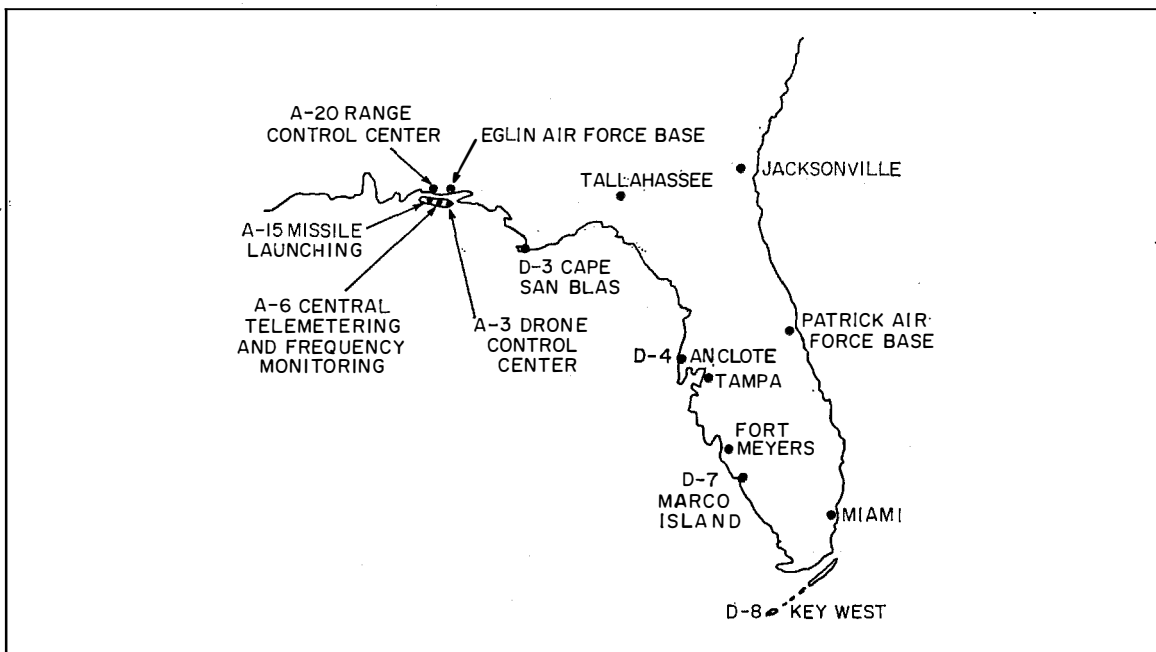 A-20 RANGE
CONTROL CENTER
EGLIN AIR FORCE BASE
TALLAHASSEE
JACKSONVILLE
A-15 MISSILE
LAUNCHING
D-3 CAPE
SAN BLAS
A-6 CENTRAL
TELEMETERING
AND FREQUENCY
MONITORING
A-3 DRONE
CONTROL
CENTER
PATRICK AIR
FORCE BASE
D-4 ANCLOTE
TAMPA
FORT
MEYERS
D-7
MARCO
ISLAND
MIAMI
D-8 KEY WEST